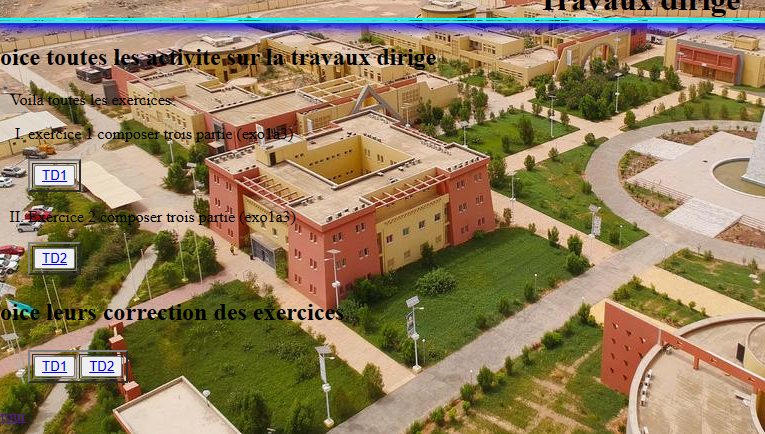 Travaux dirige
oice toutes les activite sur la travaux dirige
Voila toutes les exercices:
I. exercice 1 composer trois partie (exo1a3)
TD1
II. Exercice 2 composer trois partie (exo1a3)
TD2
oice leurs correction des exercices
TD1 TD2
tour